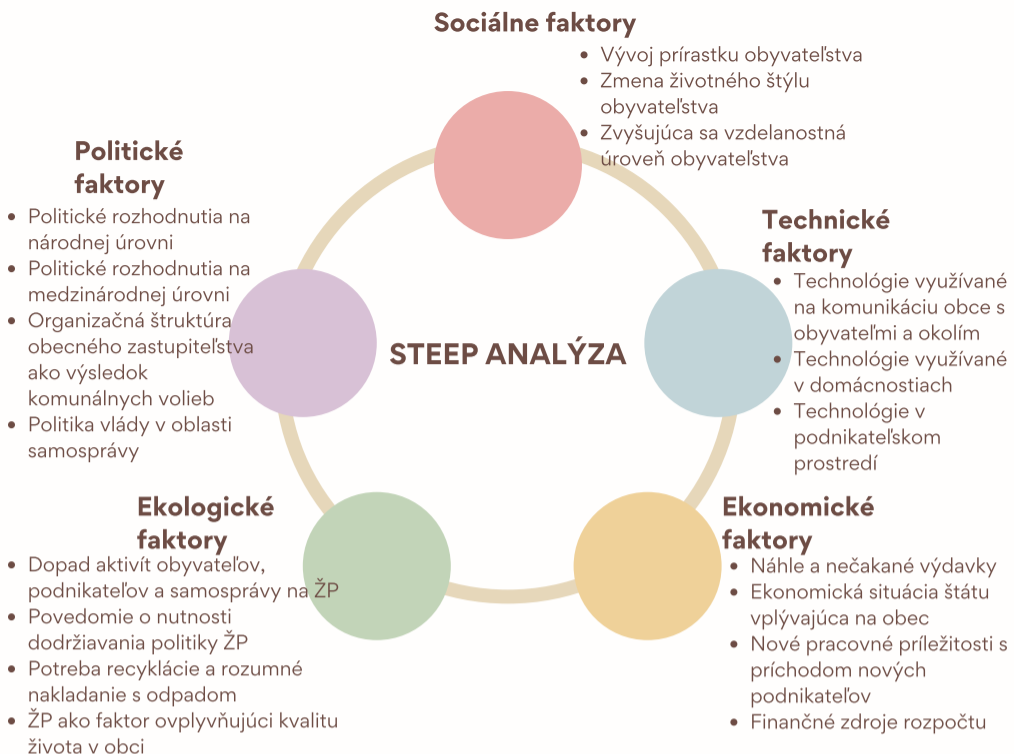 Sociálne faktory
Vývoj prírastku obyvateľstva
Zmena životného štýlu
obyvateľstva
Zvyšujúca sa vzdelanostná
úroveň obyvateľstva
Politické
faktory
Politické rozhodnutia na
národnej úrovni
Politické rozhodnutia na
medzinárodnej úrovni
Organizačná štruktúra
obecného zastupiteľstva
ako výsledok
komunálnych volieb
Politika vlády v oblasti
samosprávy
Technické
faktory
Technológie využívané
na komunikáciu obce s
obyvateľmi a okolím
Technológie využívané
v domácnostiach
Technológie v
podnikateľskom
prostredí
STEEP ANALÝZA
Ekologické
faktory
Dopad aktivít obyvateľov,
podnikateľov a samosprávy na ŽP
Povedomie o nutnosti
dodržiavania politiky ŽP
Potreba recyklácie a rozumné
nakladanie s odpadom
ŽP ako faktor ovplyvňujúci kvalitu
života v obci
Ekonomické
faktory
Náhle a nečakané výdavky
Ekonomická situácia štátu
vplývajúca na obec
Nové pracovné príležitosti s
príchodom nových
podnikateľov
Finančné zdroje rozpočtu